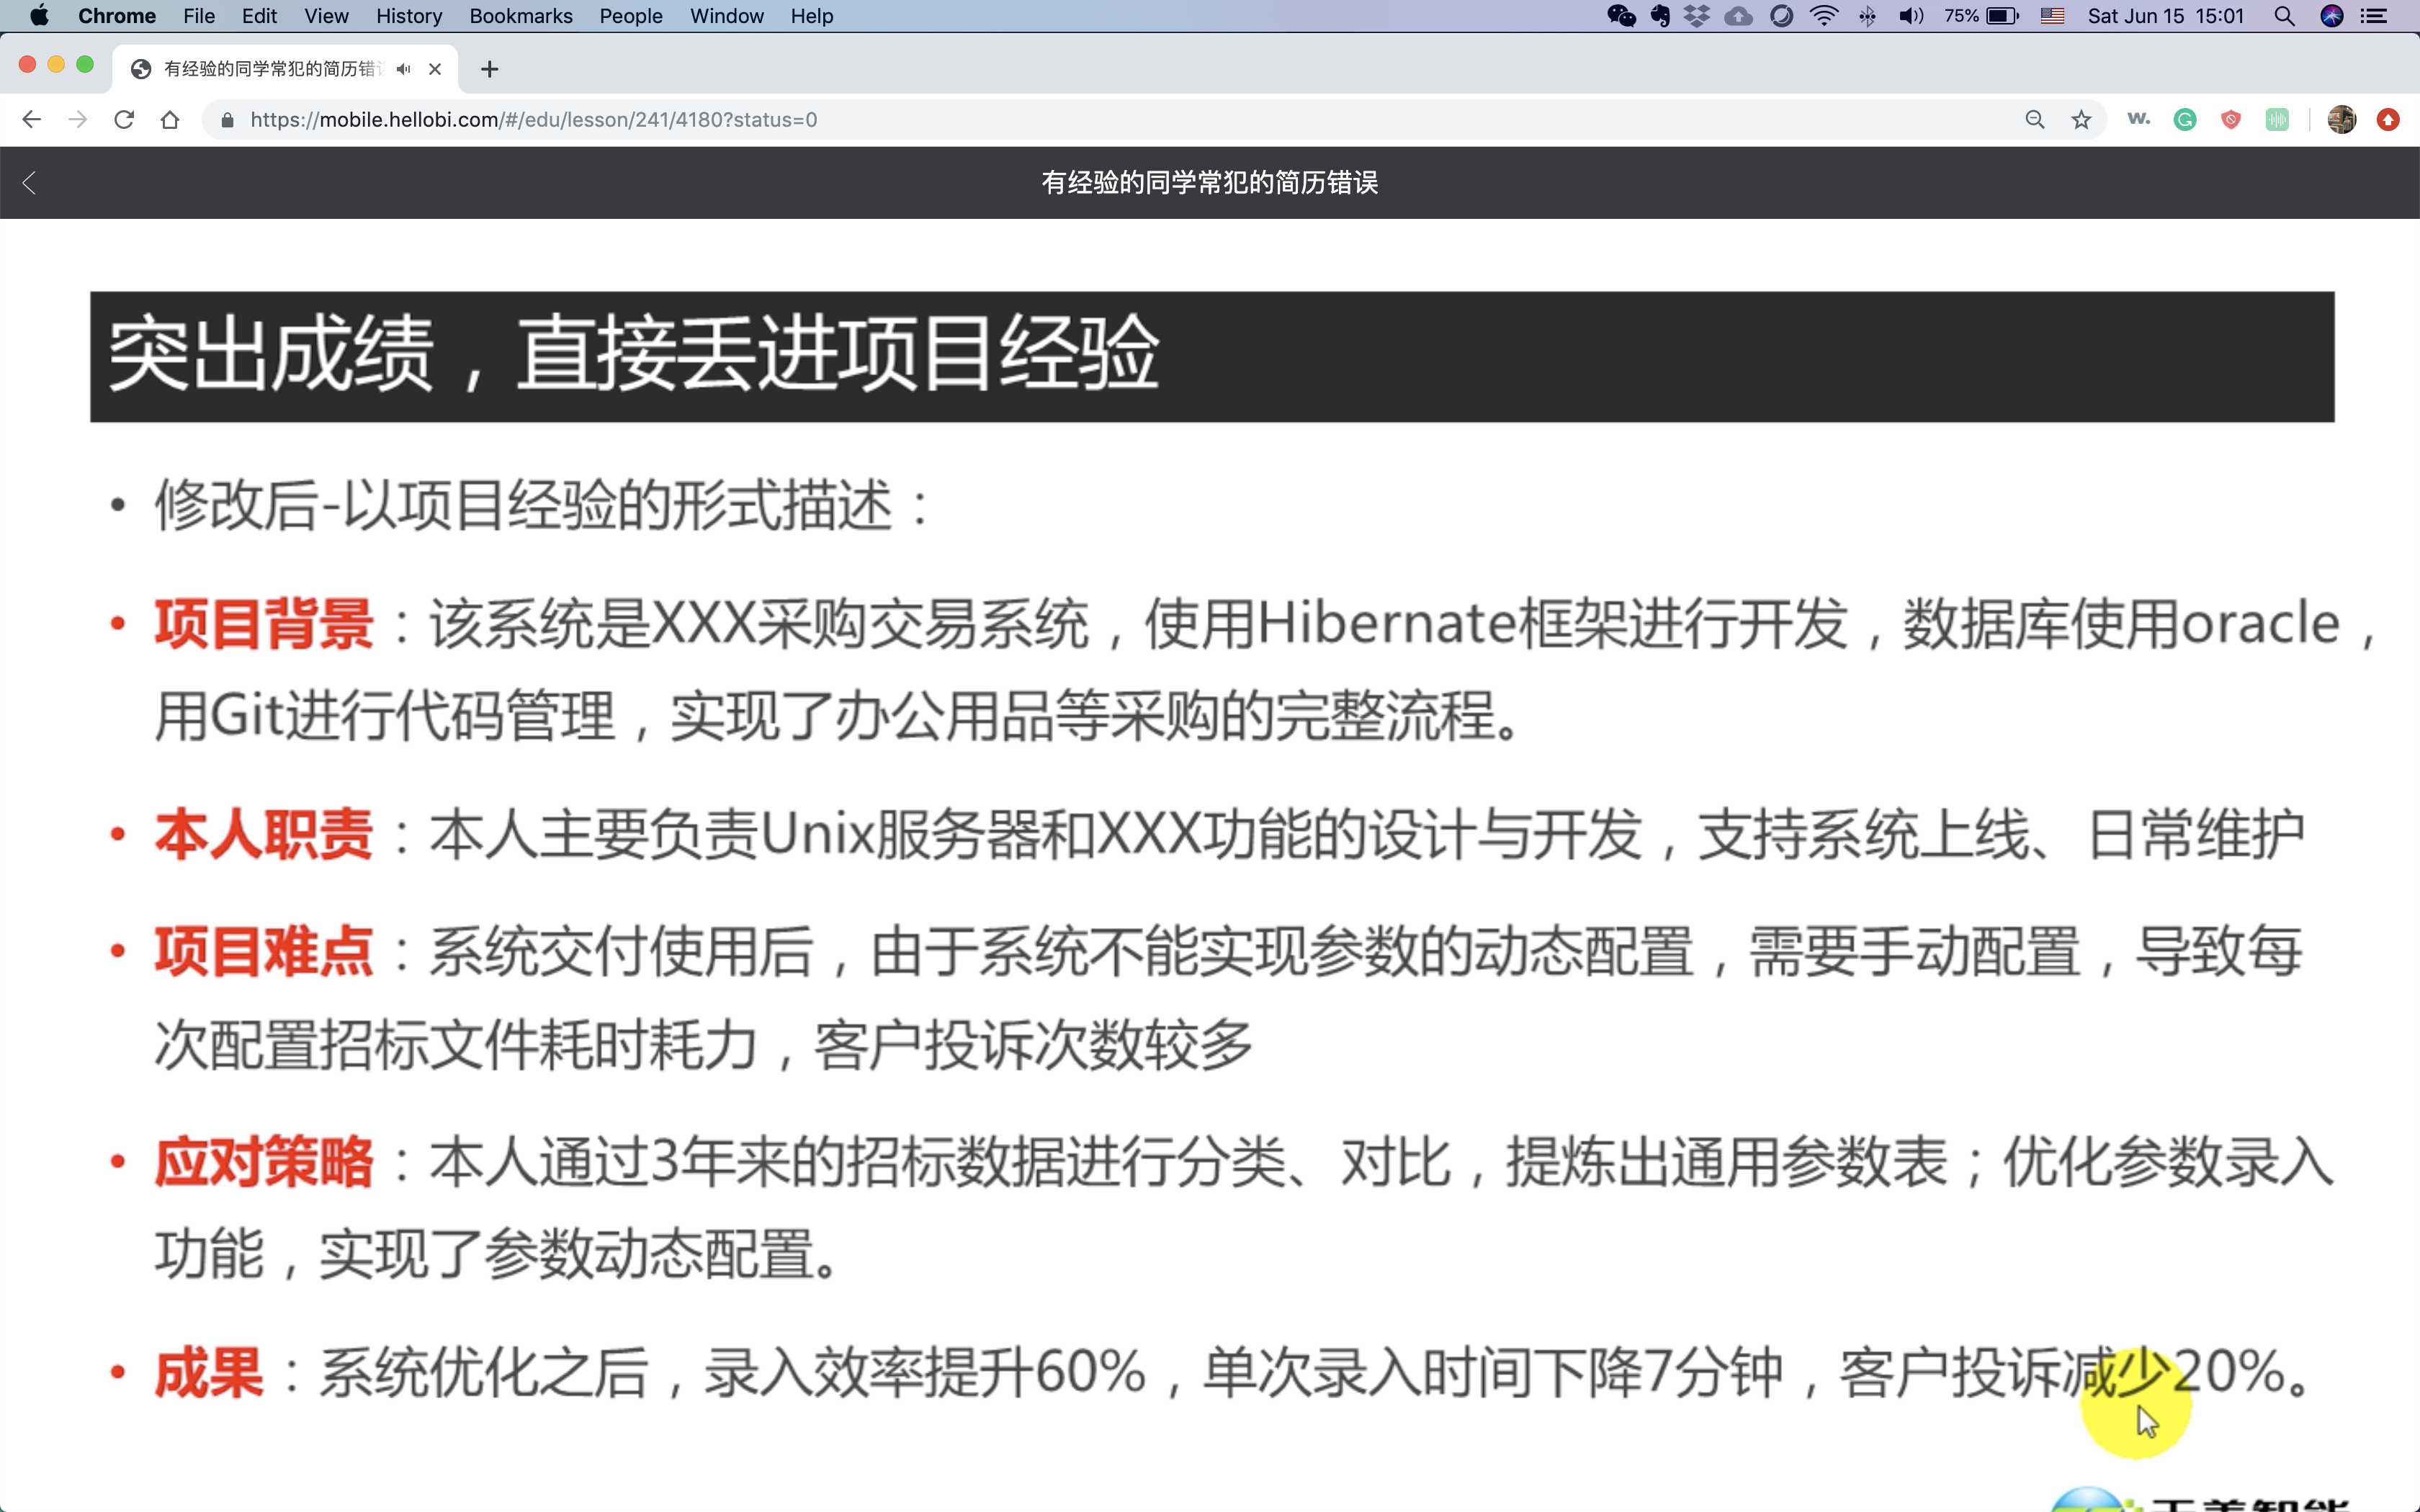 Chrome File Edit View History Bookmarks People Window Help 75% Sat Jun 15 15:01
有经验的同学常犯的简历错
https://mobile.hellobi.com/#/edu/lesson/241/4180?status=0 w. G
有经验的同学常犯的简历错误
突出成绩，直接丢进项目经验
• 修改后-以项目经验的形式描述：
• 项目背景：该系统是XXX采购交易系统，使用Hibernate框架进行开发，数据库使用oracle，
用Git进行代码管理，实现了办公用品等采购的完整流程。
• 本人职责：本人主要负责Unix服务器和XXX功能的设计与开发，支持系统上线、日常维护
• 项目难点：系统交付使用后，由于系统不能实现参数的动态配置，需要手动配置，导致每
次配置招标文件耗时耗力，客户投诉次数较多
• 应对策略：本人通过3年来的招标数据进行分类、对比，提炼出通用参数表；优化参数录入
功能，实现了参数动态配置。
• 成果：系统优化之后，录入效率提升60%，单次录入时间下降7分钟，客户投诉减少20%。